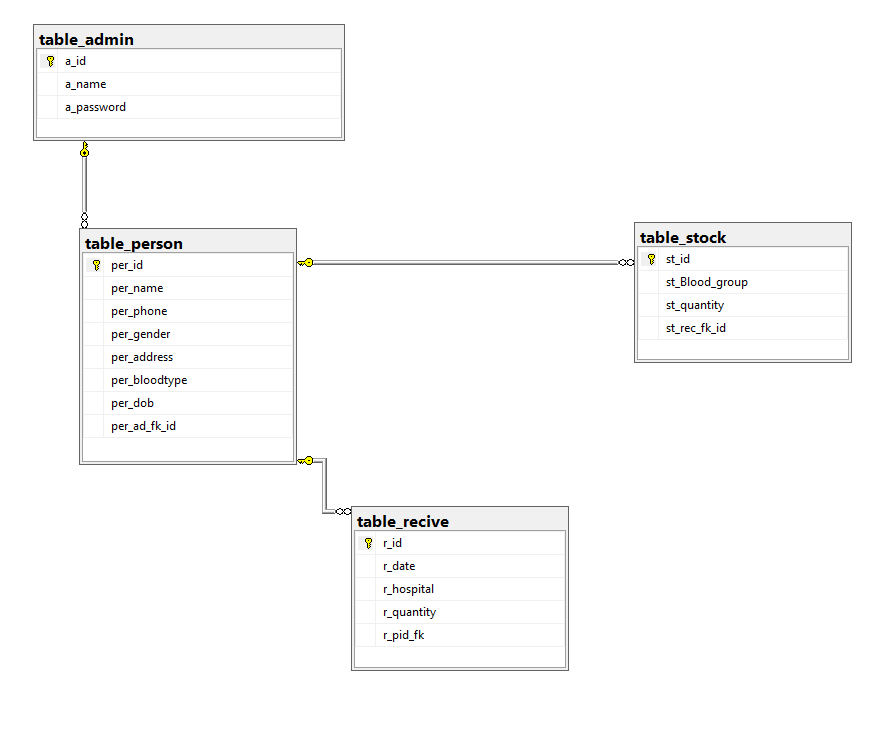 table_admin
a_id
a_name
a_password
table_person
per_id
per_name
per_phone
per_gender
per_address
per_bloodtype
per_dob
per_ad_fk_id
table_stock
st_id
st_Blood_group
st_quantity
st_rec_fk_id
table_recive
r_id
r_date
r_hospital
r_quantity
r_pid_fk